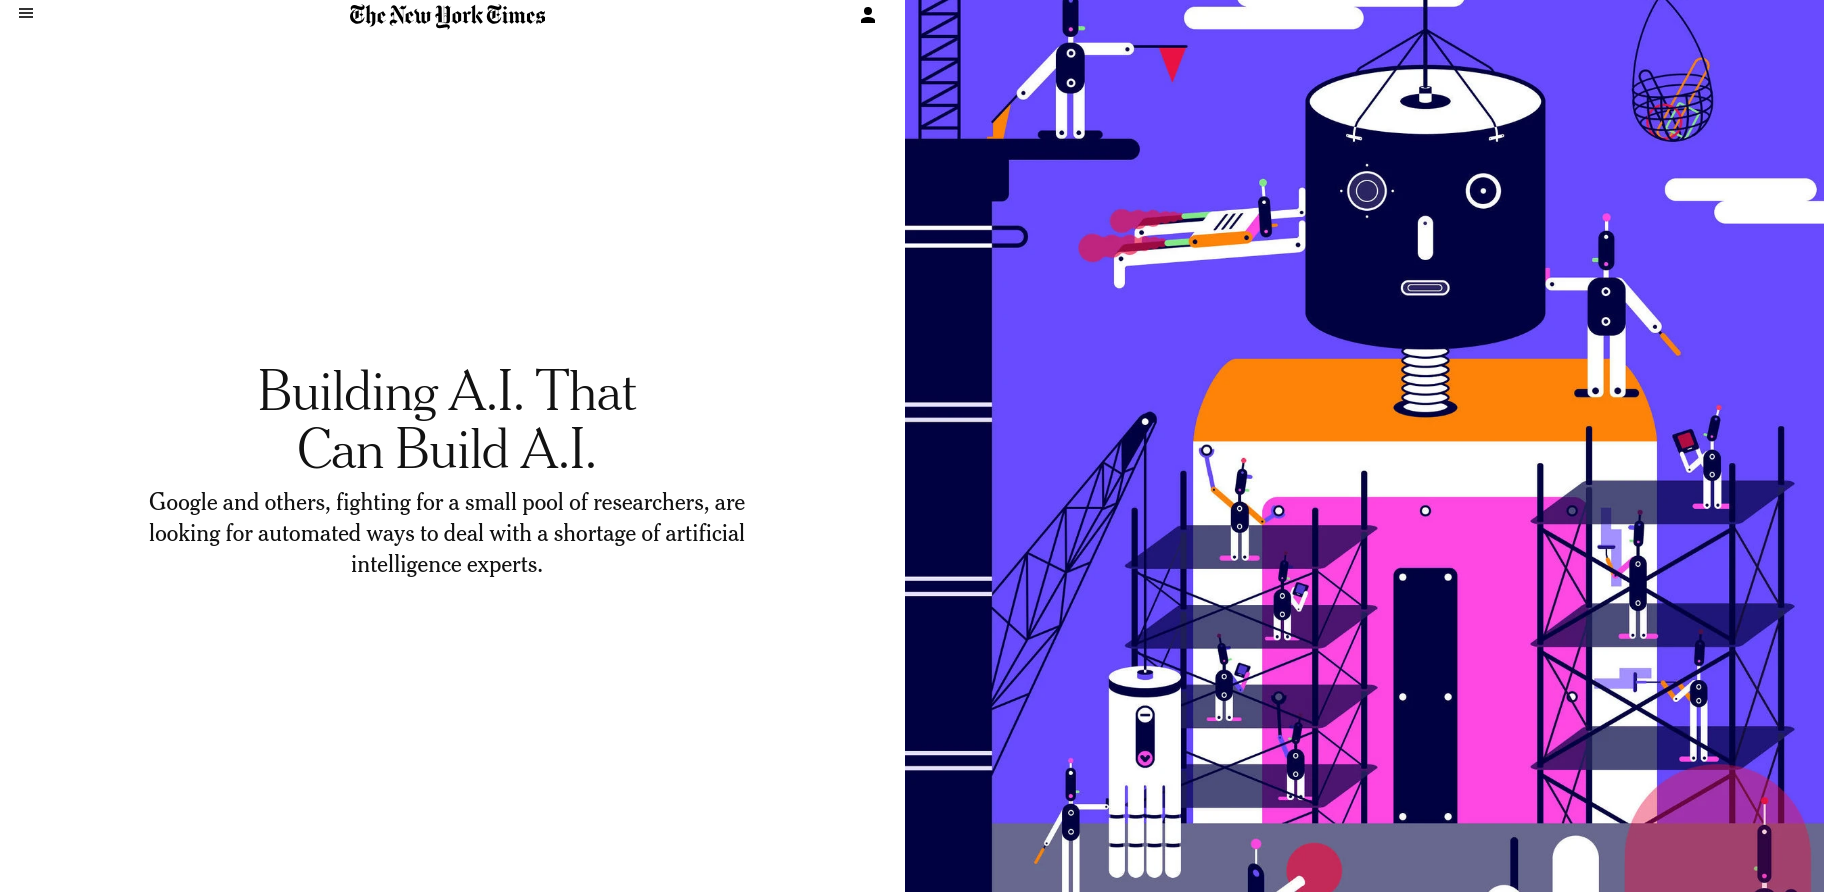 The New York Times
Building A.I. That
Can Build A.I.
Google and others, fighting for a small pool of researchers, are
looking for automated ways to deal with a shortage of artificial
intelligence experts.